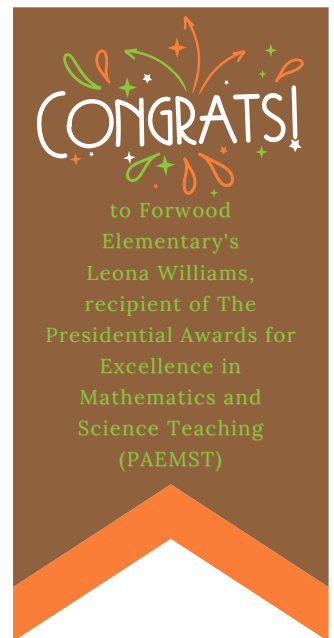 CONGRATS!
to Forwood
Elementary's
Leona Williams,
recipient of The
Presidential Awards for
Excellence in
Mathematics and
Science Teaching
(PAEMST)